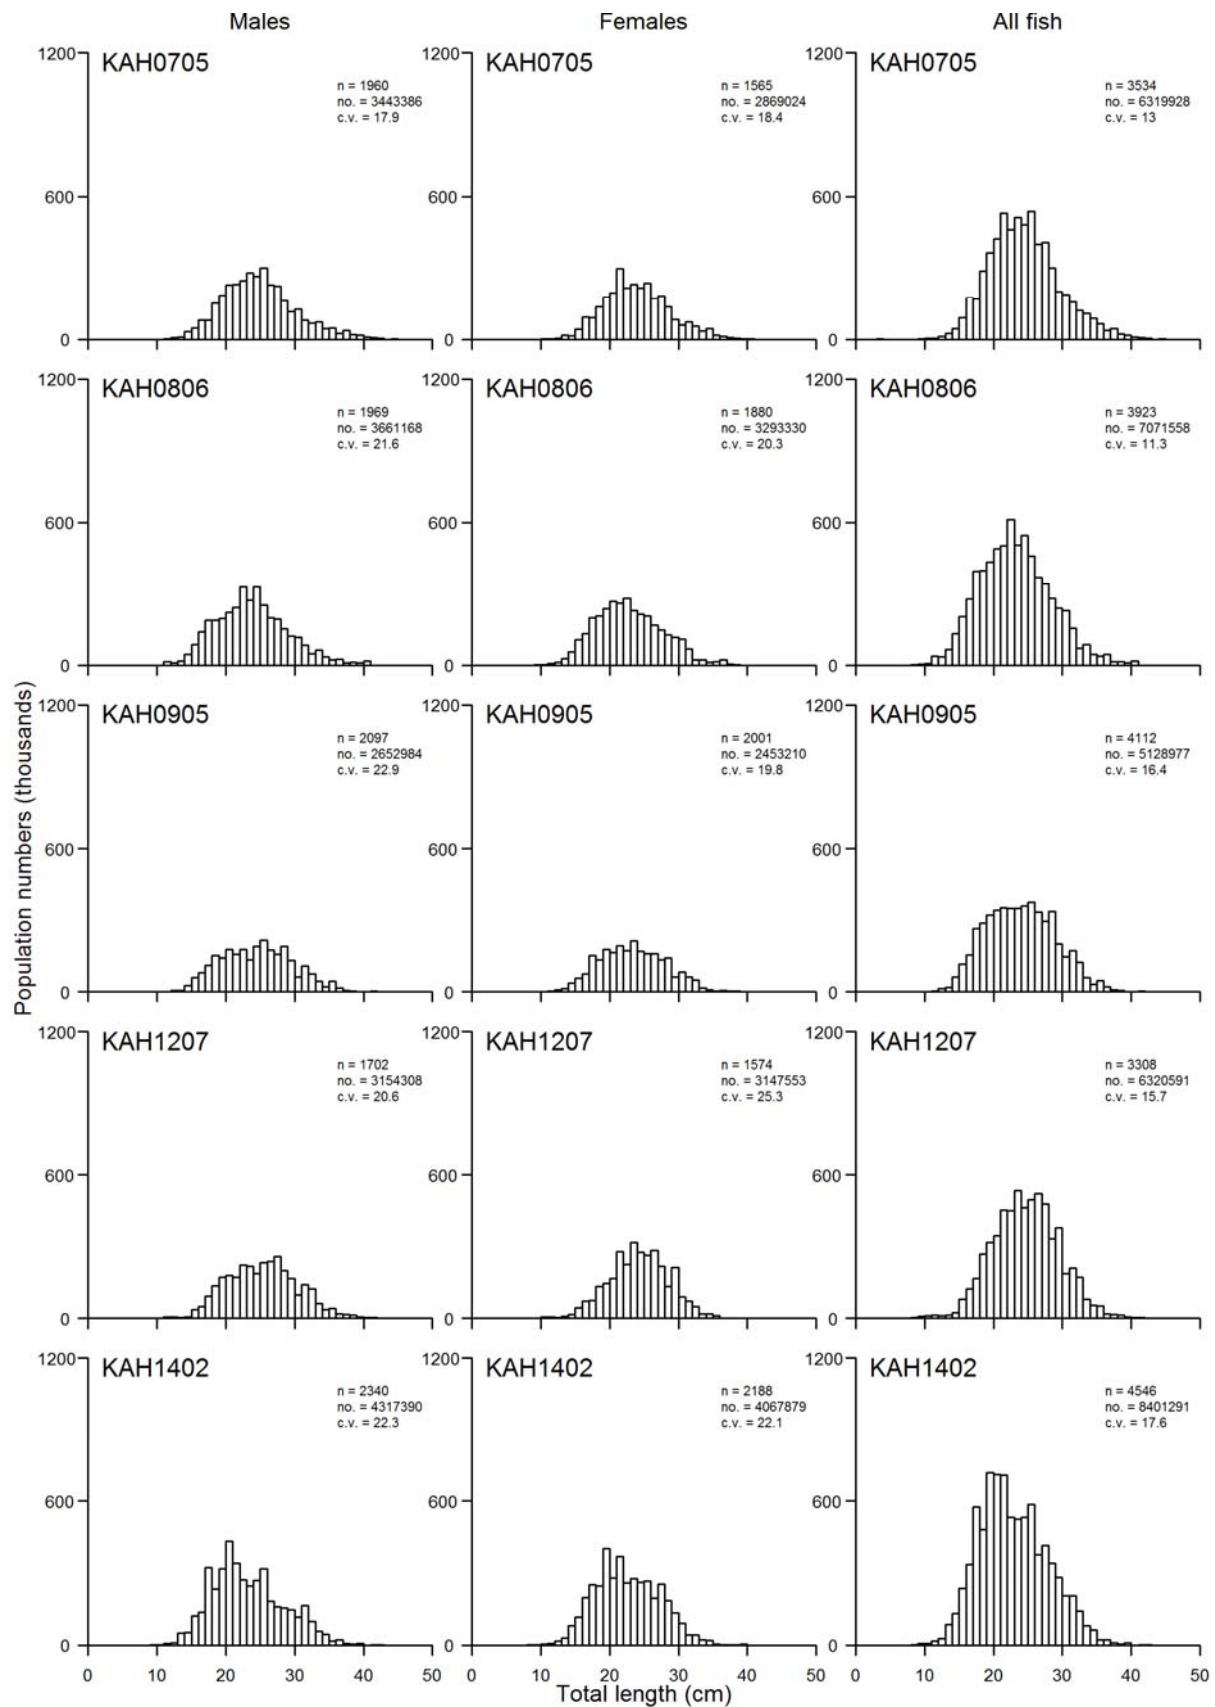 Males Females All fish
1200 KAH0705 n = 1960 no. = 3443386 c.v. = 17.9 600 0
1200 KAH0705 n = 1565 no. = 2869024 c.v. = 18.4 600 0
1200 KAH0705 n = 3534 no. = 6319928 c.v. = 13 600 0
1200 KAH0806 n = 1969 no. = 3661168 c.v. = 21.6 600 0
1200 KAH0806 n = 1880 no. = 3293330 c.v. = 20.3 600 0
1200 KAH0806 n = 3923 no. = 7071558 c.v. = 11.3 600 0
Population numbers (thousands)
1200 KAH0905 n = 2097 no. = 2652984 c.v. = 22.9 600 0
1200 KAH0905 n = 2001 no. = 2453210 c.v. = 19.8 600 0
1200 KAH0905 n = 4112 no. = 5128977 c.v. = 16.4 600 0
1200 KAH1207 n = 1702 no. = 3154308 c.v. = 20.6 600 0
1200 KAH1207 n = 1574 no. = 3147553 c.v. = 25.3 600 0
1200 KAH1207 n = 3308 no. = 6320591 c.v. = 15.7 600 0
1200 KAH1402 n = 2340 no. = 4317390 c.v. = 22.3 600 0
1200 KAH1402 n = 2188 no. = 4067879 c.v. = 22.1 600 0
1200 KAH1402 n = 4546 no. = 8401291 c.v. = 17.6 600 0
0 10 20 30 40 50 0 10 20 30 40 50 0 10 20 30 40 50
Total length (cm)